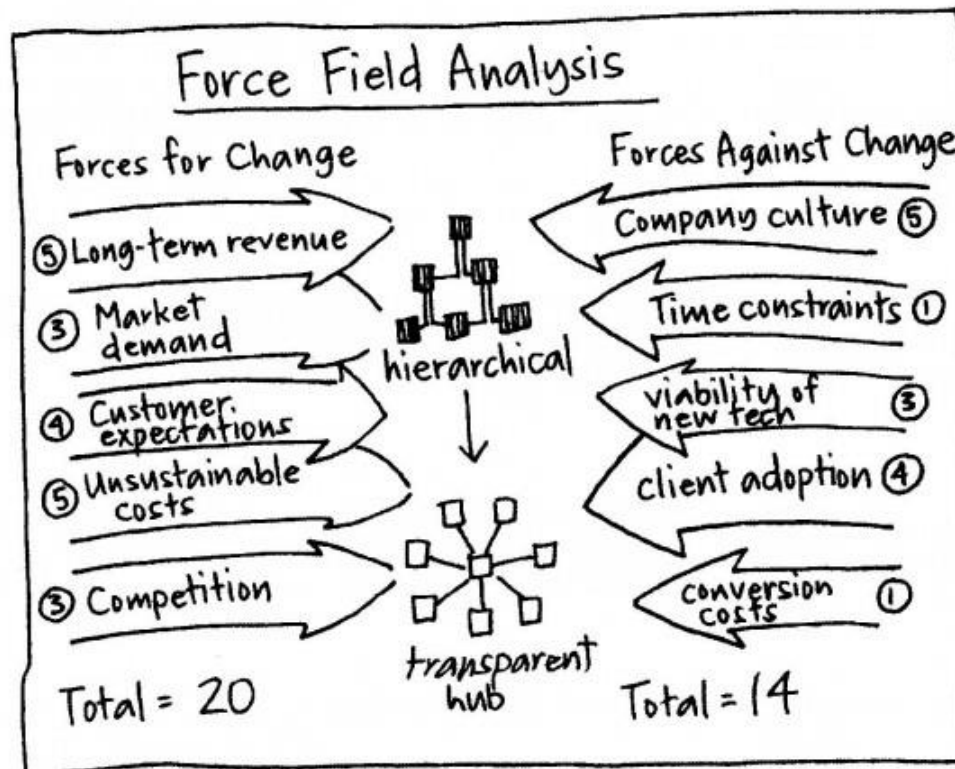 Force Field Analysis
Forces for Change
⑤ Long-term revenue
③ Market
demand
④ Customer
expectations
⑤ Unsustainable
costs
③ Competition
Total = 20
hierarchical
transparent
hub
Forces Against Change
Company culture ⑤
Time constraints ①
viability of
new tech ③
client adoption ④
conversion
costs ①
Total = 14